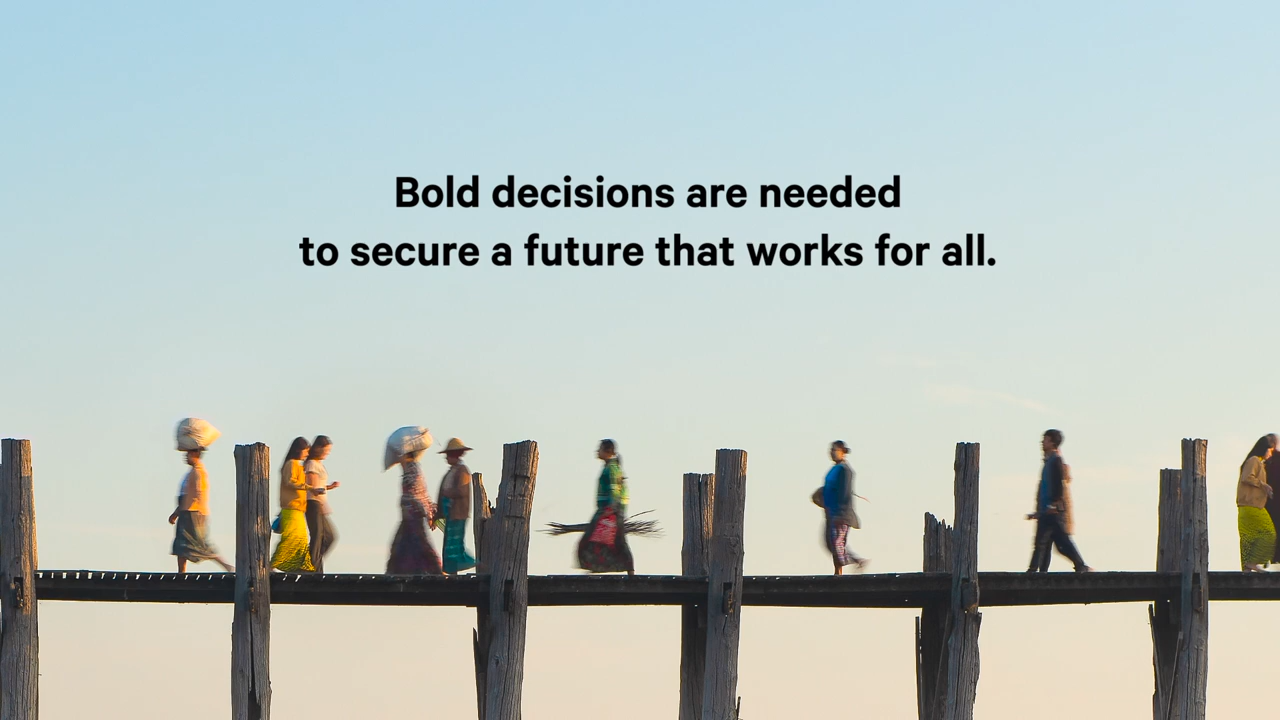 Bold decisions are needed
to secure a future that works for all.